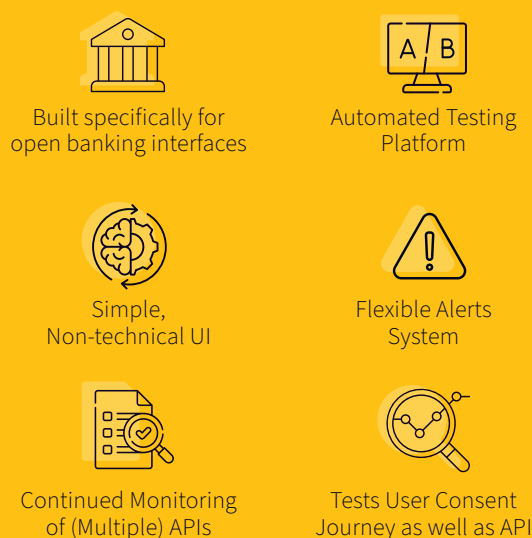 A/B
Built specifically for
open banking interfaces
Automated Testing
Platform
Simple,
Non-technical UI
Flexible Alerts
System
Continued Monitoring
of (Multiple) APIs
Tests User Consent
Journey as well as API